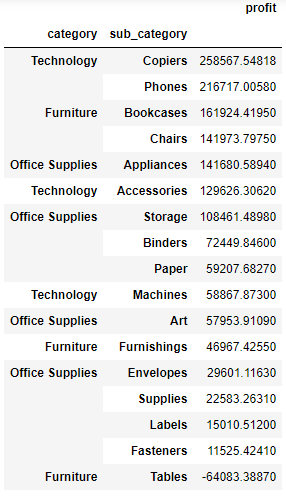 profit
category sub_category
Technology Copiers 258567.54818
Phones 216717.00580
Furniture Bookcases 161924.41950
Chairs 141973.79750
Office Supplies Appliances 141680.58940
Technology Accessories 129626.30620
Office Supplies Storage 108461.48980
Binders 72449.84600
Paper 59207.68270
Technology Machines 58867.87300
Office Supplies Art 57953.91090
Furniture Furnishings 46967.42550
Office Supplies Envelopes 29601.11630
Supplies 22583.26310
Labels 15010.51200
Fasteners 11525.42410
Furniture Tables -64083.38870